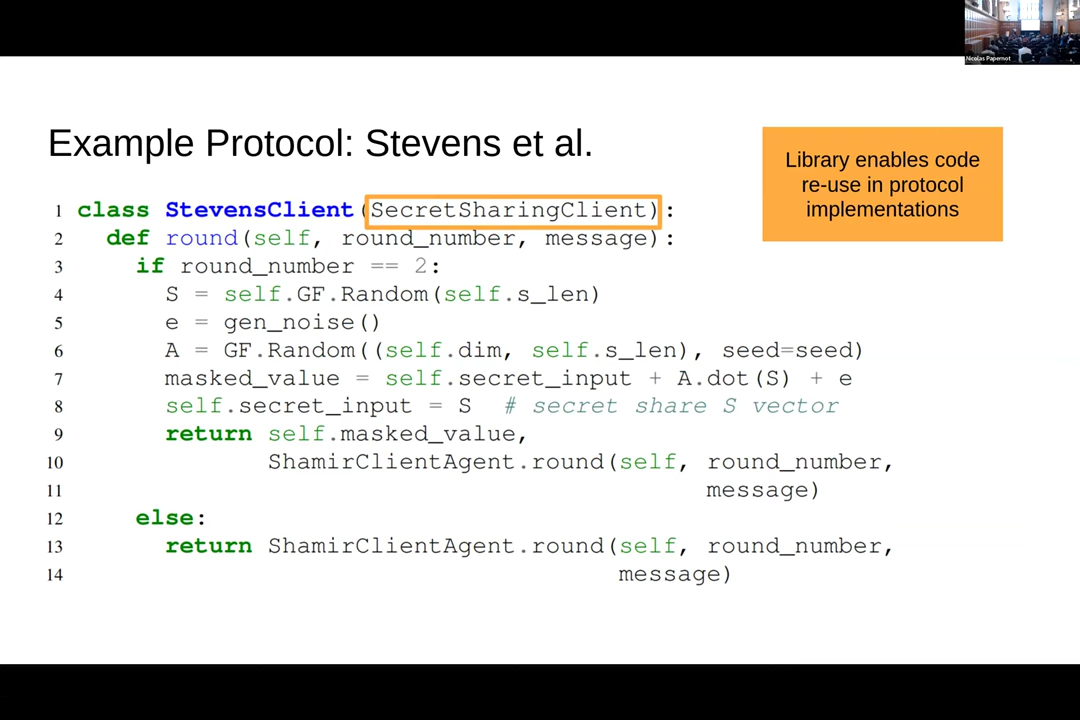 Nicolas Papernot
Example Protocol: Stevens et al.
Library enables code
re-use in protocol
implementations
1 class StevensClient(SecretSharingClient):
2 def round(self, round_number, message):
3 if round_number == 2:
4 S = self.GF.Random(self.s_len)
5 e = gen_noise()
6 A = GF.Random((self.dim, self.s_len), seed=seed)
7 masked_value = self.secret_input + A.dot(S) + e
8 self.secret_input = S # secret share S vector
9 return self.masked_value,
10 ShamirClientAgent.round(self, round_number,
11 message)
12 else:
13 return ShamirClientAgent.round(self, round_number,
14 message)